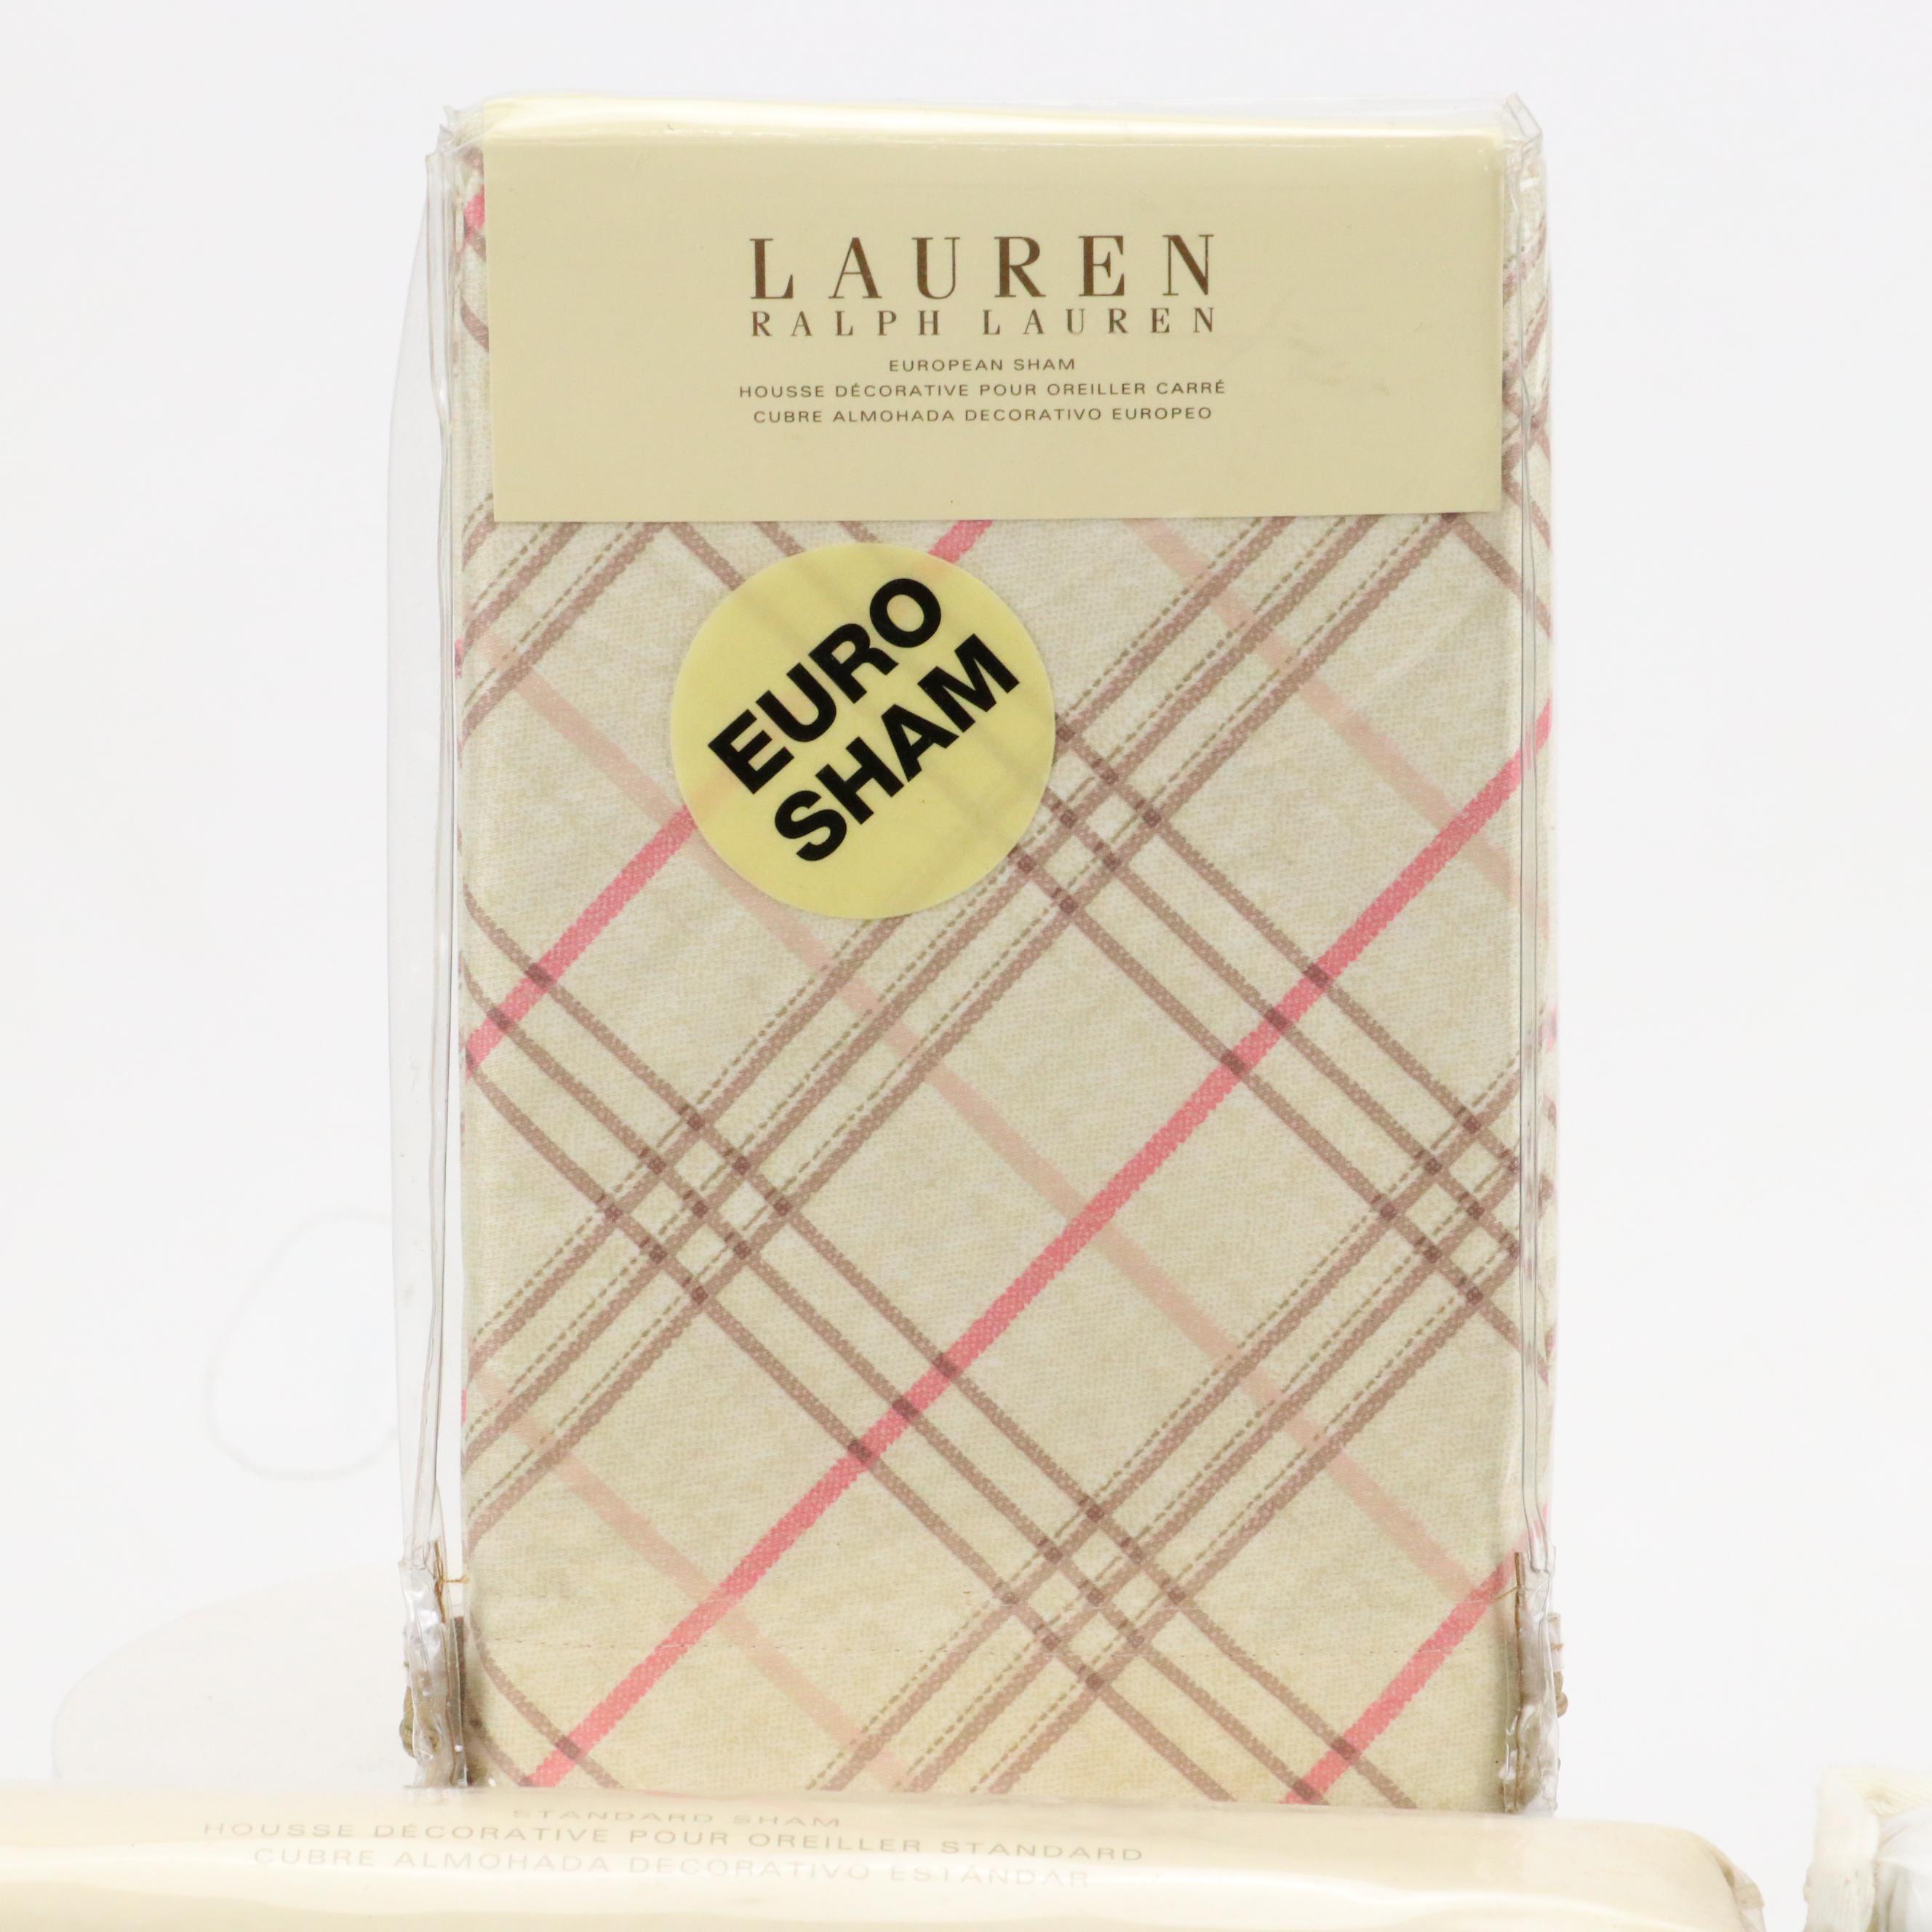 LAUREN
RALPH LAUREN
EUROPEAN SHAM
HOUSSE DÉCORATIVE POUR OREILLER CARRÉ
CUBRE ALMOHADA DECORATIVO EUROPEO
EURO
SHAM
STANDARD SHAM
HOUSSE DÉCORATIVE POUR OREILLER STANDARD
CUBRE ALMOHADA DECORATIVO ESTÁNDAR